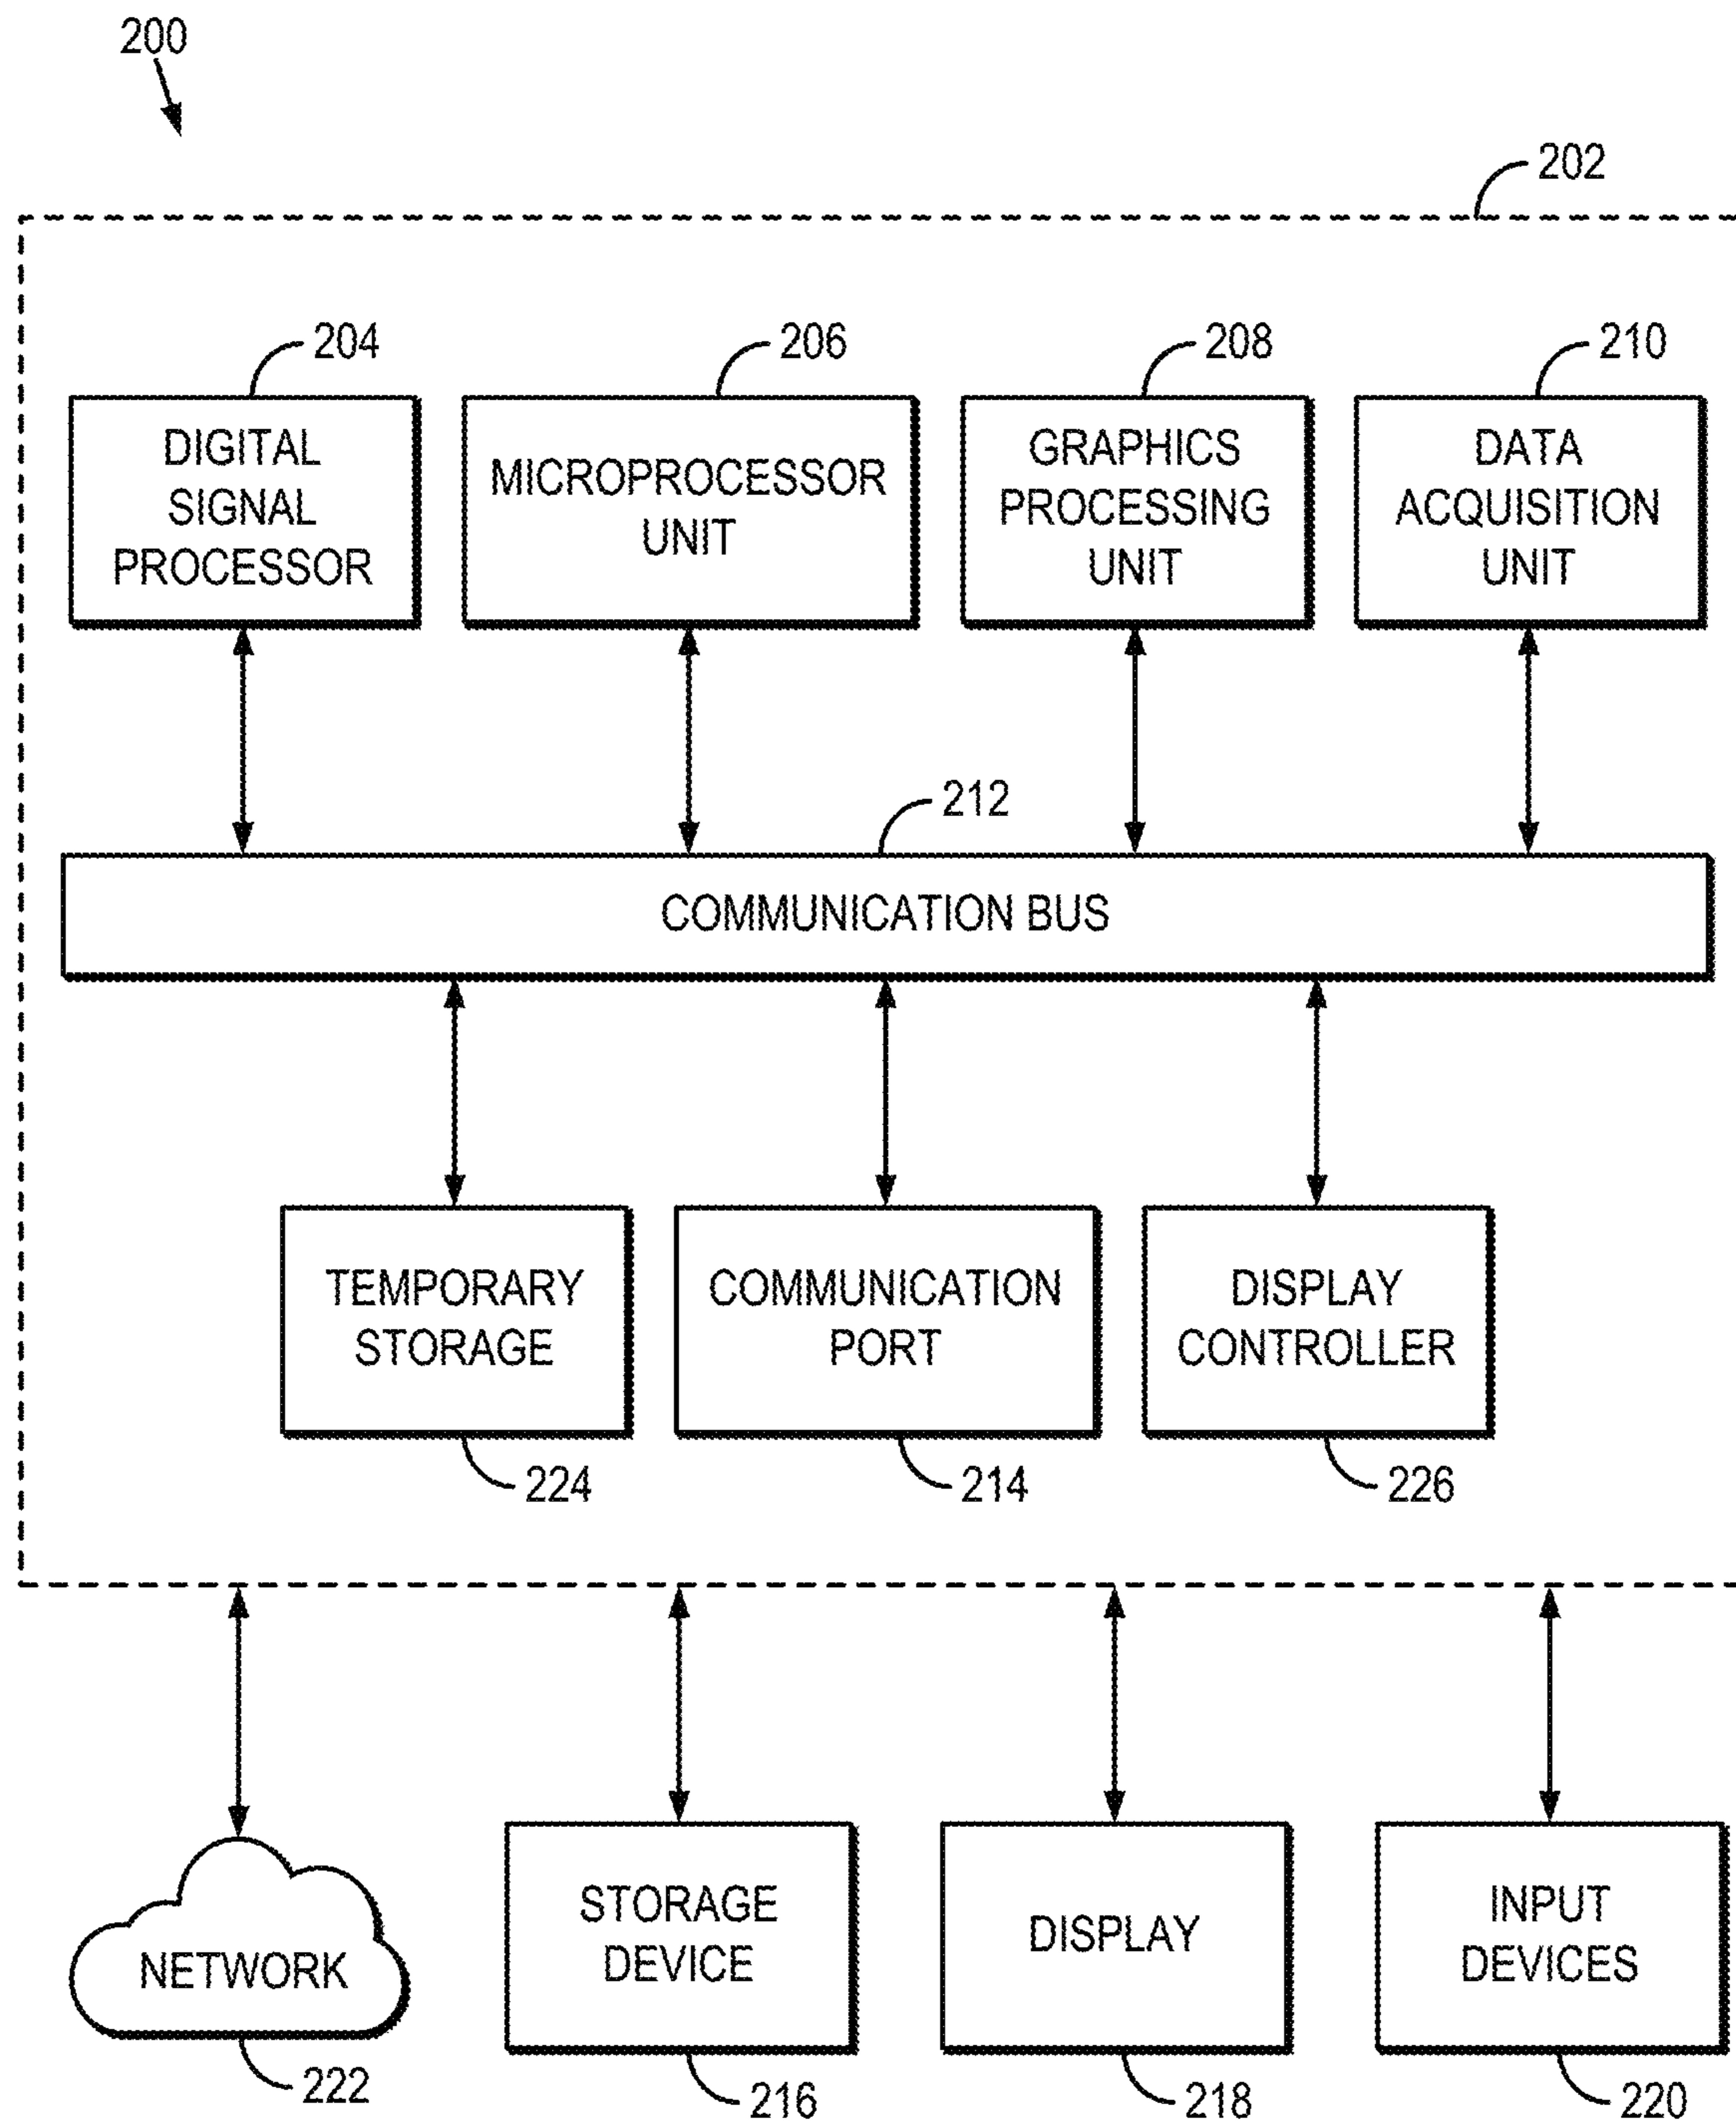 200
202
204
206
208
210
DIGITAL
SIGNAL
PROCESSOR
MICROPROCESSOR
UNIT
GRAPHICS
PROCESSING
UNIT
DATA
ACQUISITION
UNIT
212
COMMUNICATION BUS
TEMPORARY
STORAGE
COMMUNICATION
PORT
DISPLAY
CONTROLLER
224
214
226
NETWORK
STORAGE
DEVICE
DISPLAY
INPUT
DEVICES
222
216
218
220